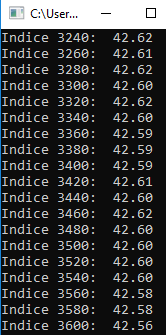 C:\User...
Indice 3240:  42.62
Indice 3260:  42.61
Indice 3280:  42.62
Indice 3300:  42.60
Indice 3320:  42.62
Indice 3340:  42.60
Indice 3360:  42.59
Indice 3380:  42.59
Indice 3400:  42.59
Indice 3420:  42.61
Indice 3440:  42.60
Indice 3460:  42.62
Indice 3480:  42.60
Indice 3500:  42.60
Indice 3520:  42.60
Indice 3540:  42.60
Indice 3560:  42.58
Indice 3580:  42.58
Indice 3600:  42.56